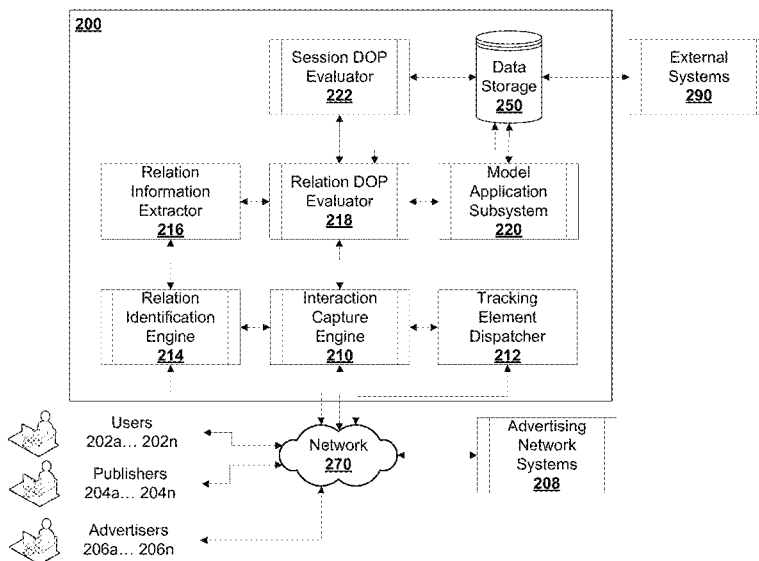 200
Session DOP
Evaluator
222
Data
Storage
250
External
Systems
290
Relation
Information
Extractor
216
Relation DOP
Evaluator
218
Model
Application
Subsystem
220
Relation
Identification
Engine
214
Interaction
Capture
Engine
210
Tracking
Element
Dispatcher
212
Users
202a... 202n
Publishers
204a... 204n
Advertisers
206a... 206n
Network
270
Advertising
Network
Systems
208